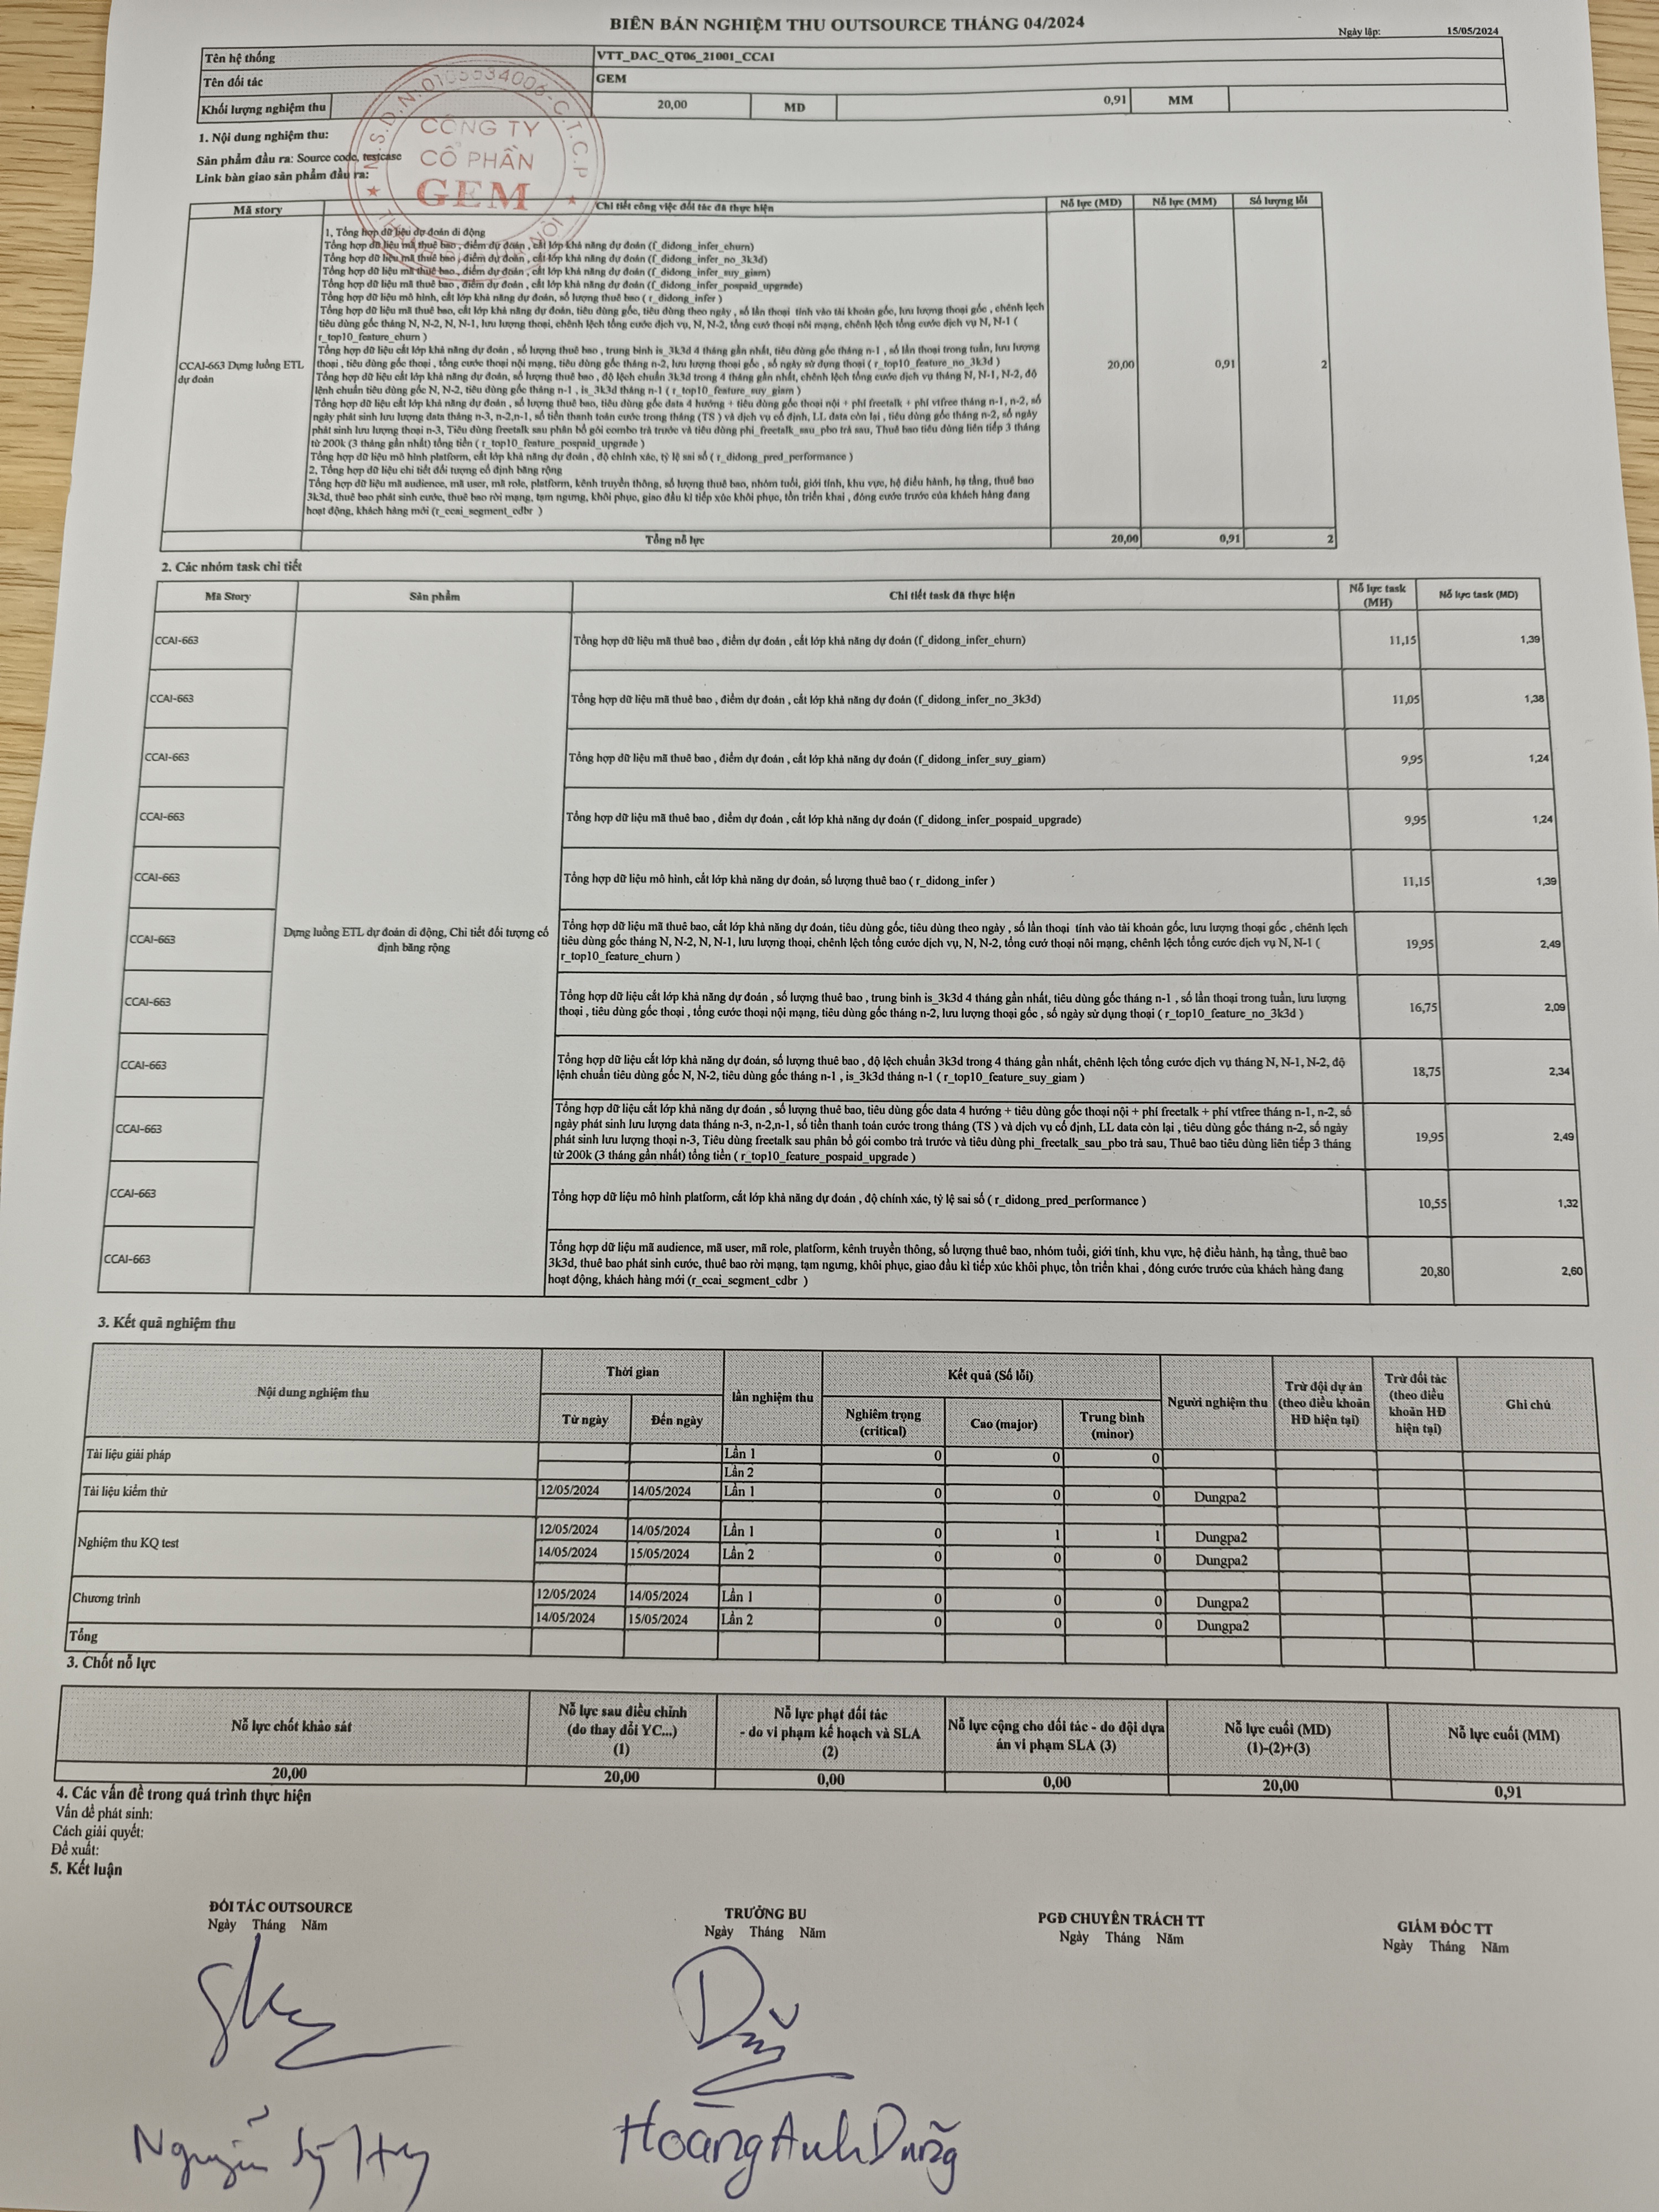 BIÊN BẢN NGHIỆM THU OUTSOURCE THÁNG 04/2024
Ngày lập: 15/05/2024
Tên hệ thống VTT_DAC_QT06_21001_CCAI
Tên đối tác GEM
Khối lượng nghiệm thu 20,00 MD 0,91 MM
M.S.D.N:0105534006-C.T.C.P
CÔNG TY
CỔ PHẦN
GEM
1. Nội dung nghiệm thu:
Sản phẩm đầu ra: Source code, testcase
Link bàn giao sản phẩm đầu ra:
Mã story Chi tiết công việc đối tác đã thực hiện Nỗ lực (MD) Nỗ lực (MM) Số lượng lỗi
1, Tổng hợp dữ liệu dự đoán di động
Tổng hợp dữ liệu mã thuê bao , điểm dự đoán , cắt lớp khả năng dự đoán (f_didong_infer_churn)
Tổng hợp dữ liệu mã thuê bao , điểm dự đoán , cắt lớp khả năng dự đoán (f_didong_infer_no_3k3d)
Tổng hợp dữ liệu mã thuê bao , điểm dự đoán , cắt lớp khả năng dự đoán (f_didong_infer_suy_giam)
Tổng hợp dữ liệu mã thuê bao , điểm dự đoán , cắt lớp khả năng dự đoán (f_didong_infer_pospaid_upgrade)
Tổng hợp dữ liệu mô hình, cắt lớp khả năng dự đoán, số lượng thuê bao ( r_didong_infer )
Tổng hợp dữ liệu mã thuê bao, cắt lớp khả năng dự đoán, tiêu dùng gốc, tiêu dùng theo ngày , số lần thoại tính vào tài khoản gốc, lưu lượng thoại gốc , chênh lệch
tiêu dùng gốc tháng N, N-2, N, N-1, lưu lượng thoại, chênh lệch tổng cước dịch vụ, N, N-2, tổng cướ thoại nôi mạng, chênh lệch tổng cước dịch vụ N, N-1 (
r_top10_feature_churn )
Tổng hợp dữ liệu cắt lớp khả năng dự đoán , số lượng thuê bao , trung bình is_3k3d 4 tháng gần nhất, tiêu dùng gốc tháng n-1 , số lần thoại trong tuần, lưu lượng
CCAI-663 Dựng luồng ETL dự đoán thoại , tiêu dùng gốc thoại , tổng cước thoại nội mạng, tiêu dùng gốc tháng n-2, lưu lượng thoại gốc , số ngày sử dụng thoại ( r_top10_feature_no_3k3d ) 20,00 0,91 2
Tổng hợp dữ liệu cắt lớp khả năng dự đoán, số lượng thuê bao , độ lệch chuẩn 3k3d trong 4 tháng gần nhất, chênh lệch tổng cước dịch vụ tháng N, N-1, N-2, độ
lệnh chuẩn tiêu dùng gốc N, N-2, tiêu dùng gốc tháng n-1 , is_3k3d tháng n-1 ( r_top10_feature_suy_giam )
Tổng hợp dữ liệu cắt lớp khả năng dự đoán , số lượng thuê bao, tiêu dùng gốc data 4 hướng + tiêu dùng gốc thoại nội + phí freetalk + phí vtfree tháng n-1, n-2, số
ngày phát sinh lưu lượng data tháng n-3, n-2,n-1, số tiền thanh toán cước trong tháng (TS ) và dịch vụ cố định, LL data còn lại , tiêu dùng gốc tháng n-2, số ngày
phát sinh lưu lượng thoại n-3, Tiêu dùng freetalk sau phân bổ gói combo trả trước và tiêu dùng phi_freetalk_sau_pbo trả sau, Thuê bao tiêu dùng liên tiếp 3 tháng
từ 200k (3 tháng gần nhất) tổng tiền ( r_top10_feature_pospaid_upgrade )
Tổng hợp dữ liệu mô hình platform, cắt lớp khả năng dự đoán , độ chính xác, tỷ lệ sai số ( r_didong_pred_performance )
2, Tổng hợp dữ liệu chi tiết đối tượng cố định băng rộng
Tổng hợp dữ liệu mã audience, mã user, mã role, platform, kênh truyền thông, số lượng thuê bao, nhóm tuổi, giới tính, khu vực, hệ điều hành, hạ tầng, thuê bao
3k3d, thuê bao phát sinh cước, thuê bao rời mạng, tạm ngưng, khôi phục, giao đầu kì tiếp xúc khôi phục, tồn triển khai , đóng cước trước của khách hàng đang
hoạt động, khách hàng mới (r_ccai_segment_cdbr )
Tổng nỗ lực 20,00 0,91 2
2. Các nhóm task chi tiết
Mã Story Sản phẩm Chi tiết task đã thực hiện Nỗ lực task (MH) Nỗ lực task (MD)
CCAI-663 Tổng hợp dữ liệu mã thuê bao , điểm dự đoán , cắt lớp khả năng dự đoán (f_didong_infer_churn) 11,15 1,39
CCAI-663 Tổng hợp dữ liệu mã thuê bao , điểm dự đoán , cắt lớp khả năng dự đoán (f_didong_infer_no_3k3d) 11,05 1,38
CCAI-663 Tổng hợp dữ liệu mã thuê bao , điểm dự đoán , cắt lớp khả năng dự đoán (f_didong_infer_suy_giam) 9,95 1,24
CCAI-663 Tổng hợp dữ liệu mã thuê bao , điểm dự đoán , cắt lớp khả năng dự đoán (f_didong_infer_pospaid_upgrade) 9,95 1,24
CCAI-663 Tổng hợp dữ liệu mô hình, cắt lớp khả năng dự đoán, số lượng thuê bao ( r_didong_infer ) 11,15 1,39
Dựng luồng ETL dự đoán di động, Chi tiết đối tượng cố
định băng rộng
Tổng hợp dữ liệu mã thuê bao, cắt lớp khả năng dự đoán, tiêu dùng gốc, tiêu dùng theo ngày , số lần thoại tính vào tài khoản gốc, lưu lượng thoại gốc , chênh lệch
CCAI-663 tiêu dùng gốc tháng N, N-2, N, N-1, lưu lượng thoại, chênh lệch tổng cước dịch vụ, N, N-2, tổng cướ thoại nôi mạng, chênh lệch tổng cước dịch vụ N, N-1 ( 19,95 2,49
r_top10_feature_churn )
CCAI-663 Tổng hợp dữ liệu cắt lớp khả năng dự đoán , số lượng thuê bao , trung bình is_3k3d 4 tháng gần nhất, tiêu dùng gốc tháng n-1 , số lần thoại trong tuần, lưu lượng
thoại , tiêu dùng gốc thoại , tổng cước thoại nội mạng, tiêu dùng gốc tháng n-2, lưu lượng thoại gốc , số ngày sử dụng thoại ( r_top10_feature_no_3k3d ) 16,75 2,09
CCAI-663 Tổng hợp dữ liệu cắt lớp khả năng dự đoán, số lượng thuê bao , độ lệch chuẩn 3k3d trong 4 tháng gần nhất, chênh lệch tổng cước dịch vụ tháng N, N-1, N-2, độ
lệnh chuẩn tiêu dùng gốc N, N-2, tiêu dùng gốc tháng n-1 , is_3k3d tháng n-1 ( r_top10_feature_suy_giam ) 18,75 2,34
Tổng hợp dữ liệu cắt lớp khả năng dự đoán , số lượng thuê bao, tiêu dùng gốc data 4 hướng + tiêu dùng gốc thoại nội + phí freetalk + phí vtfree tháng n-1, n-2, số
CCAI-663 ngày phát sinh lưu lượng data tháng n-3, n-2,n-1, số tiền thanh toán cước trong tháng (TS ) và dịch vụ cố định, LL data còn lại , tiêu dùng gốc tháng n-2, số ngày
phát sinh lưu lượng thoại n-3, Tiêu dùng freetalk sau phân bổ gói combo trả trước và tiêu dùng phi_freetalk_sau_pbo trả sau, Thuê bao tiêu dùng liên tiếp 3 tháng 19,95 2,49
từ 200k (3 tháng gần nhất) tổng tiền ( r_top10_feature_pospaid_upgrade )
CCAI-663 Tổng hợp dữ liệu mô hình platform, cắt lớp khả năng dự đoán , độ chính xác, tỷ lệ sai số ( r_didong_pred_performance ) 10,55 1,32
Tổng hợp dữ liệu mã audience, mã user, mã role, platform, kênh truyền thông, số lượng thuê bao, nhóm tuổi, giới tính, khu vực, hệ điều hành, hạ tầng, thuê bao
CCAI-663 3k3d, thuê bao phát sinh cước, thuê bao rời mạng, tạm ngưng, khôi phục, giao đầu kì tiếp xúc khôi phục, tồn triển khai , đóng cước trước của khách hàng đang 20,80 2,60
hoạt động, khách hàng mới (r_ccai_segment_cdbr )
3. Kết quả nghiệm thu
Nội dung nghiệm thu Thời gian lần nghiệm thu Kết quả (Số lỗi) Người nghiệm thu Trừ đội dự án (theo điều khoản HĐ hiện tại) Trừ đối tác (theo điều khoản HĐ hiện tại) Ghi chú
Từ ngày Đến ngày Nghiêm trọng (critical) Cao (major) Trung bình (minor)
Tài liệu giải pháp Lần 1 0 0 0
Lần 2
Tài liệu kiểm thử 12/05/2024 14/05/2024 Lần 1 0 0 0 Dungpa2
Nghiệm thu KQ test 12/05/2024 14/05/2024 Lần 1 0 1 1 Dungpa2
14/05/2024 15/05/2024 Lần 2 0 0 0 Dungpa2
Chương trình 12/05/2024 14/05/2024 Lần 1 0 0 0 Dungpa2
14/05/2024 15/05/2024 Lần 2 0 0 0 Dungpa2
Tổng
3. Chốt nỗ lực
Nỗ lực chốt khảo sát Nỗ lực sau điều chỉnh (do thay đổi YC...) (1) Nỗ lực phạt đối tác - do vi phạm kế hoạch và SLA (2) Nỗ lực cộng cho đối tác - do đội dựa án vi phạm SLA (3) Nỗ lực cuối (MD) (1)-(2)+(3) Nỗ lực cuối (MM)
20,00 20,00 0,00 0,00 20,00 0,91
4. Các vấn đề trong quá trình thực hiện
Vấn đề phát sinh:
Cách giải quyết:
Đề xuất:
5. Kết luận
ĐỐI TÁC OUTSOURCE TRƯỞNG BU PGĐ CHUYÊN TRÁCH TT GIÁM ĐỐC TT
Ngày Tháng Năm Ngày Tháng Năm Ngày Tháng Năm Ngày Tháng Năm
Nguyễn Sỹ Huy Hoàng Anh Dũng